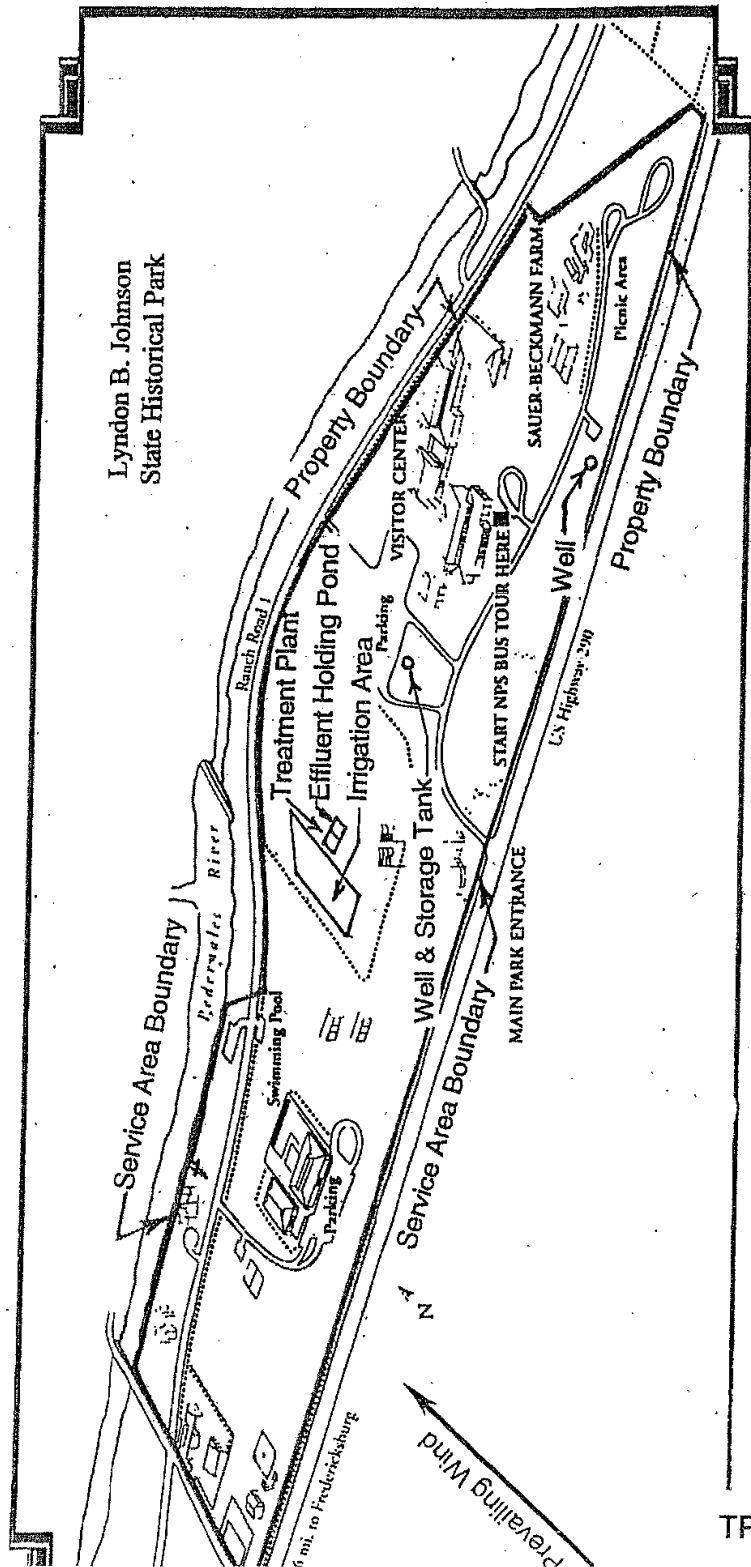 Lyndon B. Johnson
State Historical Park
Service Area Boundary
Pedernales River
Ranch Road 1
Property Boundary
Treatment Plant
Effluent Holding Pond
Irrigation Area
Parking
VISITOR CENTER
Swimming Pool
Parking
Well & Storage Tank
START NPS BUS TOUR HERE
SAUER-BECKMANN FARM
Picnic Area
Well
MAIN PARK ENTRANCE
Service Area Boundary
US Highway 290
Property Boundary
mi. to Fredericksburg
N
Prevailing Wind